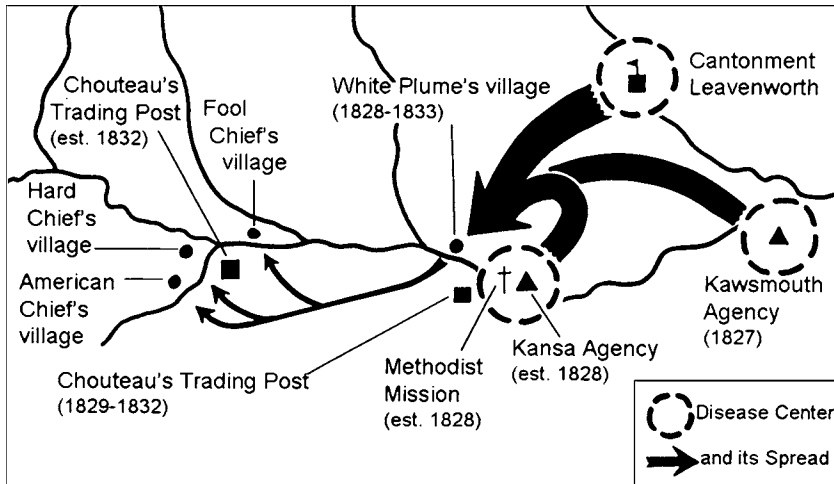 Chouteau's
Trading Post
(est. 1832)
Fool
Chief's
village
White Plume's village
(1828-1833)
Cantonment
Leavenworth
Hard
Chief's
village
American
Chief's
village
Chouteau's Trading Post
(1829-1832)
Methodist
Mission
(est. 1828)
Kansa Agency
(est. 1828)
Kawsmouth
Agency
(1827)
Disease Center
and its Spread